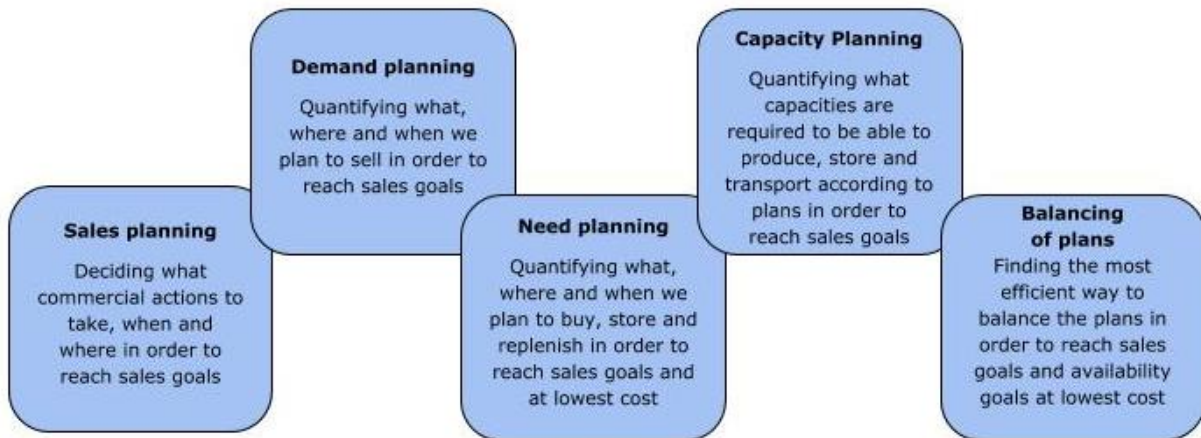 Sales planning
Deciding what
commercial actions to
take, when and
where in order to
reach sales goals
Demand planning
Quantifying what,
where and when we
plan to sell in order to
reach sales goals
Need planning
Quantifying what,
where and when we
plan to buy, store and
replenish in order to
reach sales goals and
at lowest cost
Capacity Planning
Quantifying what
capacities are
required to be able to
produce, store and
transport according to
plans in order to
reach sales goals
Balancing
of plans
Finding the most
efficient way to
balance the plans in
order to reach sales
goals and availability
goals at lowest cost